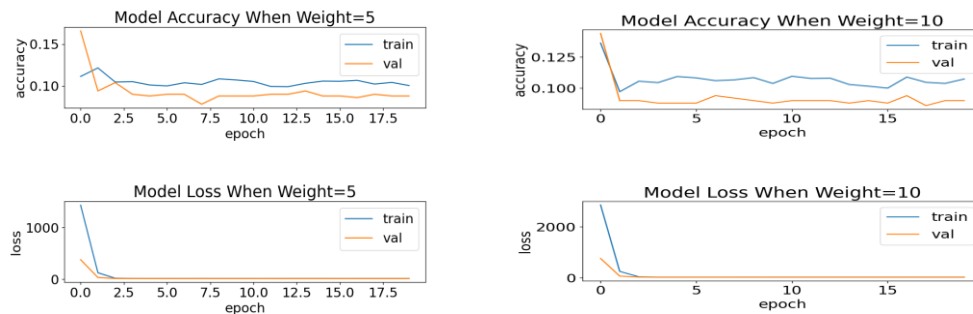 Model Accuracy When Weight=5
accuracy
0.15
0.10
train
val
0.0 2.5 5.0 7.5 10.0 12.5 15.0 17.5
epoch
Model Accuracy When Weight=10
accuracy
0.125
0.100
train
val
0 5 10 15
epoch
Model Loss When Weight=5
loss
1000
0
train
val
0.0 2.5 5.0 7.5 10.0 12.5 15.0 17.5
epoch
Model Loss When Weight=10
loss
2000
0
train
val
0 5 10 15
epoch